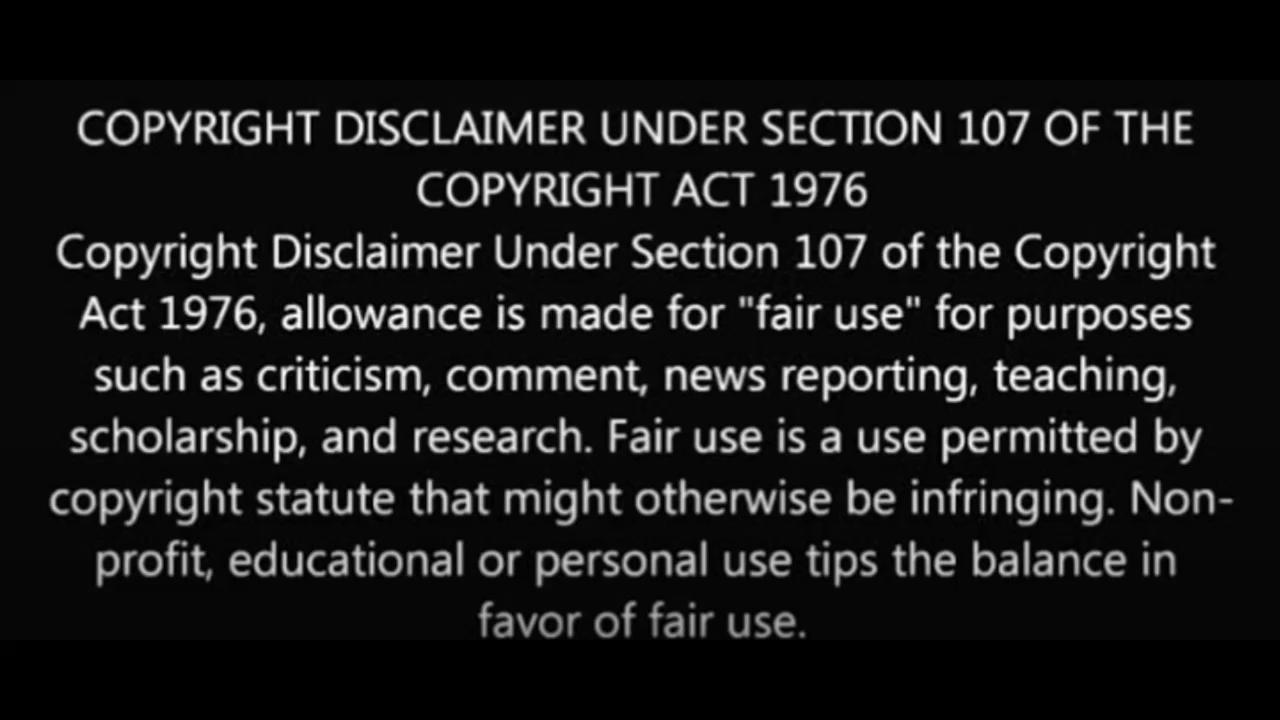 COPYRIGHT DISCLAIMER UNDER SECTION 107 OF THE
COPYRIGHT ACT 1976
Copyright Disclaimer Under Section 107 of the Copyright
Act 1976, allowance is made for "fair use" for purposes
such as criticism, comment, news reporting, teaching,
scholarship, and research. Fair use is a use permitted by
copyright statute that might otherwise be infringing. Non-
profit, educational or personal use tips the balance in
favor of fair use.